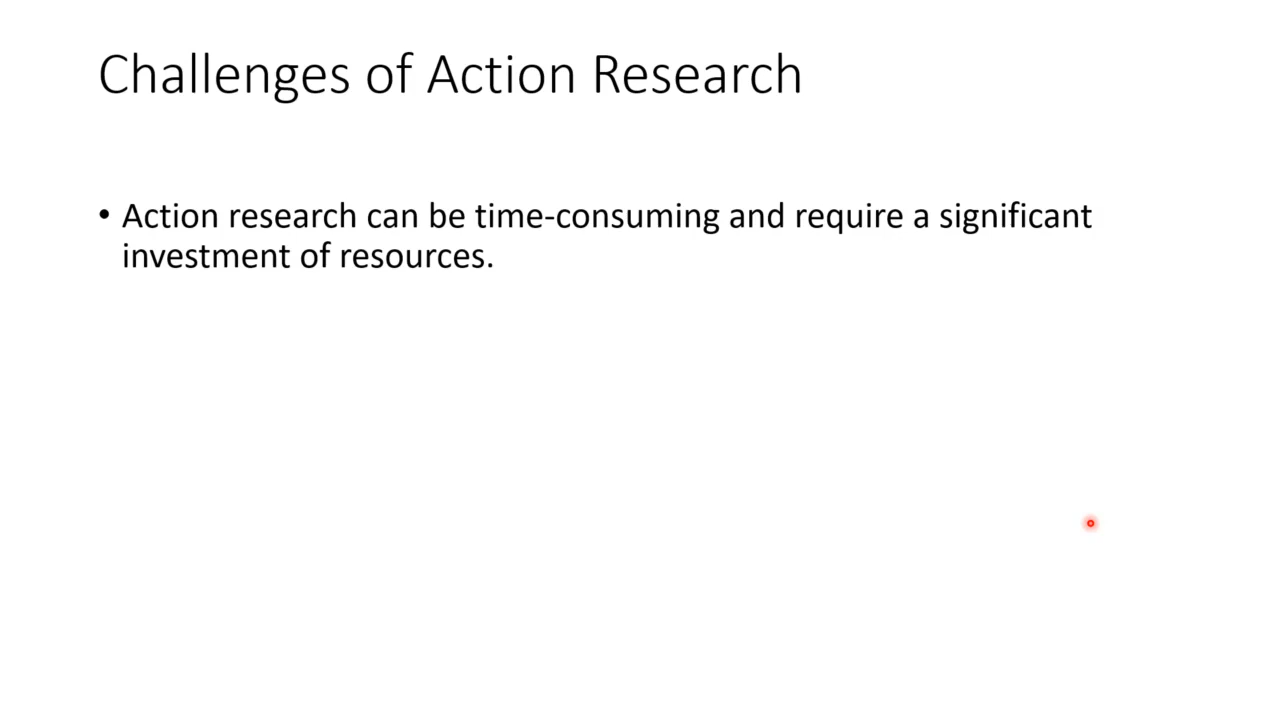 Challenges of Action Research
• Action research can be time-consuming and require a significant
investment of resources.